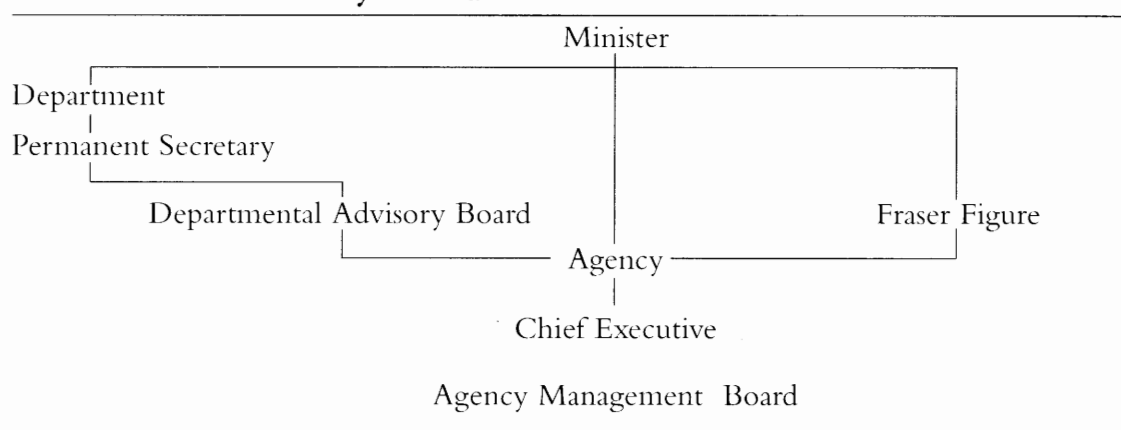 Minister
Department
Permanent Secretary
Departmental Advisory Board
Fraser Figure
Agency
Chief Executive
Agency Management Board